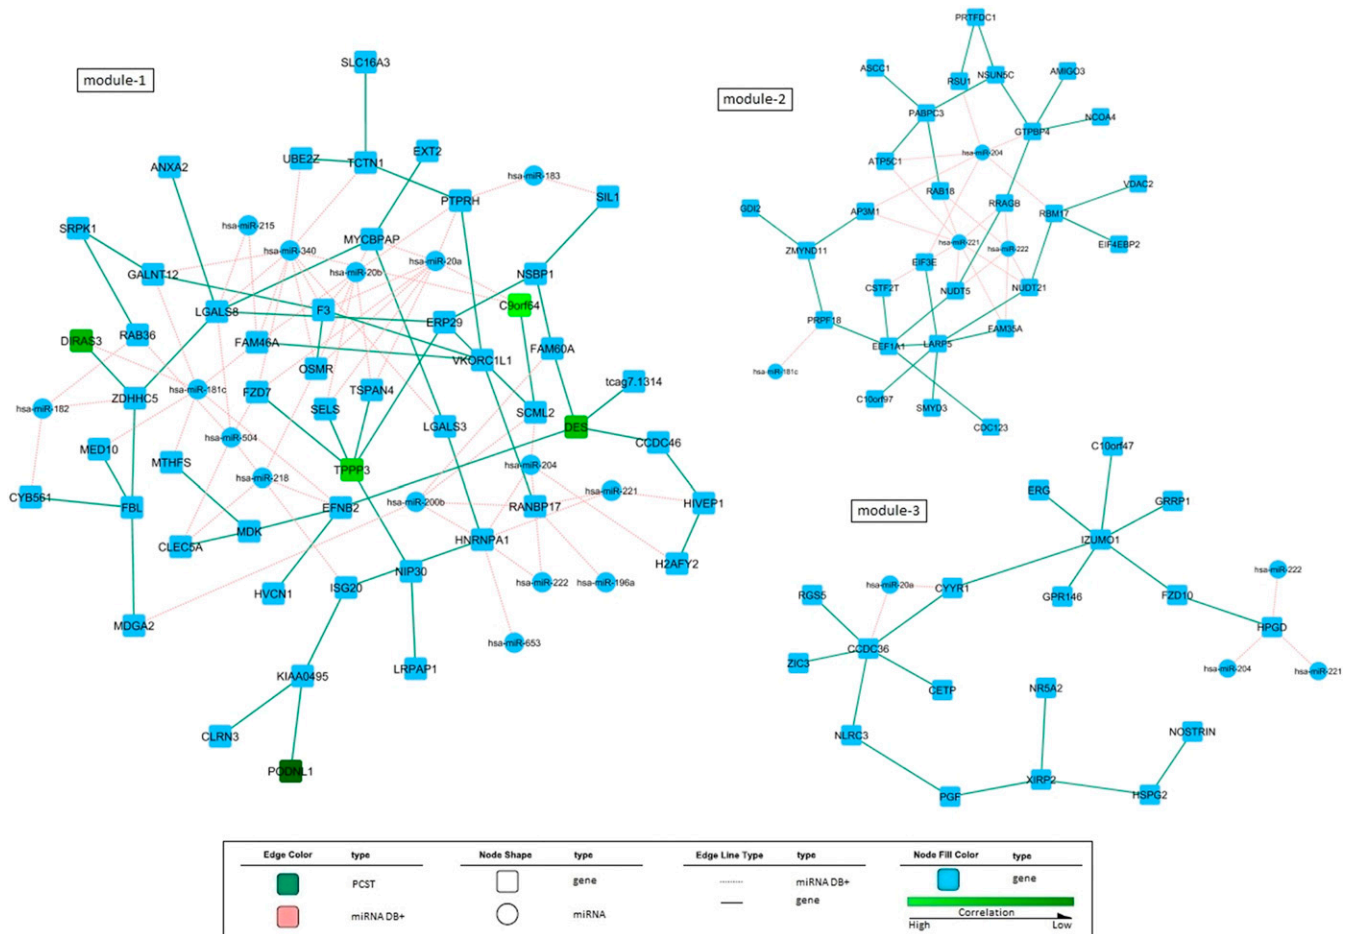 module-1
SLC16A3
ANXA2
UBE2Z
TCTN1
EXT2
hsa-miR-183
SIL1
PTPRH
SRPK1
hsa-miR-215
MYCBPAP
hsa-miR-340
hsa-miR-20b
hsa-miR-20a
GALNT12
NSBP1
C9orf64
LGALS8
F3
ERP29
DIRAS3
RAB36
FAM46A
OSMR
VKORC1L1
FAM60A
tcag7.1314
hsa-miR-181c
ZDHHC5
FZD7
TSPAN4
SELS
SCML2
hsa-miR-182
LGALS3
DES
CCDC46
hsa-miR-504
MED10
MTHFS
hsa-miR-218
TPPP3
hsa-miR-204
hsa-miR-221
CYB561
FBL
EFNB2
hsa-miR-200b
RANBP17
HIVEP1
CLEC5A
MDK
HNRNPA1
H2AFY2
HVCN1
ISG20
NIP30
hsa-miR-222
hsa-miR-196a
MDGA2
hsa-miR-653
KIAA0495
LRPAP1
CLRN3
PODNL1
module-2
PRTFDC1
ASCC1
RSU1
NSUN5C
AMIGO3
PABPC3
GTPBP4
NCOA4
ATP5C1
hsa-miR-204
RAB18
VDAC2
GDI2
AP3M1
RRAGB
RBM17
ZMYND11
hsa-miR-221
hsa-miR-222
EIF4EBP2
EIF3E
CSTF2T
NUDT5
NUDT21
PRPF18
FAM35A
EEF1A1
LARP5
hsa-miR-181c
C10orf97
SMYD3
CDC123
module-3
C10orf47
ERG
GRRP1
IZUMO1
hsa-miR-20a
CYYR1
GPR146
FZD10
hsa-miR-222
RGS5
HPGD
CCDC36
ZIC3
CETP
hsa-miR-204
hsa-miR-221
NR5A2
NLRC3
NOSTRIN
XIRP2
PGF
HSPG2
Edge Color type
PCST
miRNA DB+
Node Shape type
gene
miRNA
Edge Line Type type
miRNA DB+
gene
Node Fill Color type
gene
Correlation
High Low